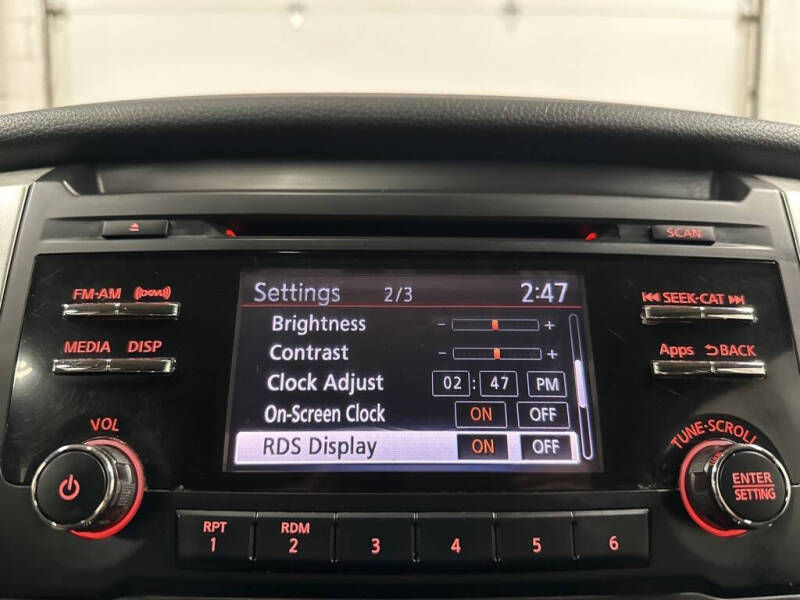 SCAN
FM-AM ((XM))
MEDIA DISP
VOL
Settings 2/3 2:47
Brightness - +
Contrast - +
Clock Adjust 02 : 47 PM
On-Screen Clock ON OFF
RDS Display ON OFF
SEEK·CAT
Apps BACK
TUNE·SCROLL
ENTER
SETTING
RPT RDM
1 2 3 4 5 6